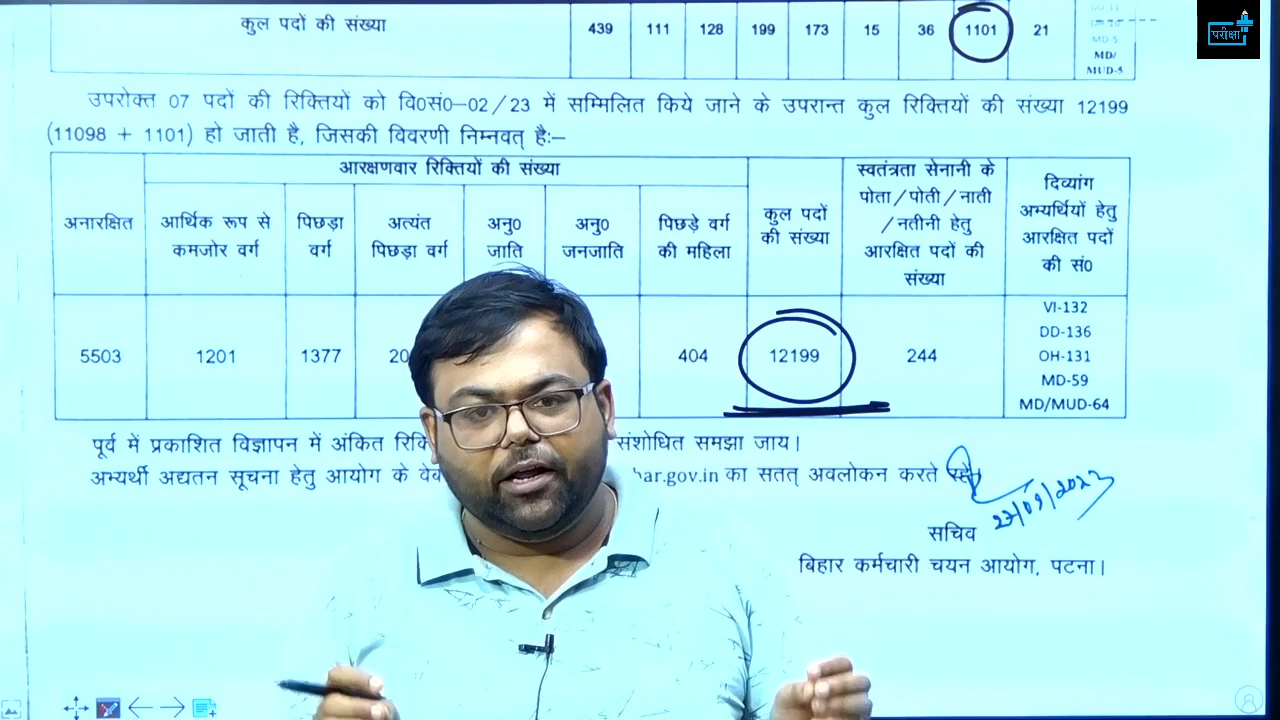 परीक्षा
कुल पदों की संख्या 439 111 128 199 173 15 36 1101 21
MD/
MUD-5
उपरोक्त 07 पदों की रिक्तियों को वि0सं0–02/23 में सम्मिलित किये जाने के उपरान्त कुल रिक्तियों की संख्या 12199
(11098 + 1101) हो जाती है, जिसकी विवरणी निम्नवत् हैः–
आरक्षणवार रिक्तियों की संख्या
अनारक्षित
आर्थिक रूप से
कमजोर वर्ग
पिछड़ा
वर्ग
अत्यंत
पिछड़ा वर्ग
अनु0
जाति
अनु0
जनजाति
पिछड़े वर्ग
की महिला
कुल पदों
की संख्या
स्वतंत्रता सेनानी के
पोता/पोती/नाती
/नतीनी हेतु
आरक्षित पदों की
संख्या
दिव्यांग
अभ्यर्थियों हेतु
आरक्षित पदों
की सं0
5503 1201 1377 404 12199 244
VI-132
DD-136
OH-131
MD-59
MD/MUD-64
पूर्व में प्रकाशित विज्ञापन में अंकित संशोधित समझा जाय।
अभ्यर्थी अद्यतन सूचना हेतु आयोग के ar.gov.in का सतत् अवलोकन करते
सचिव
बिहार कर्मचारी चयन आयोग, पटना।